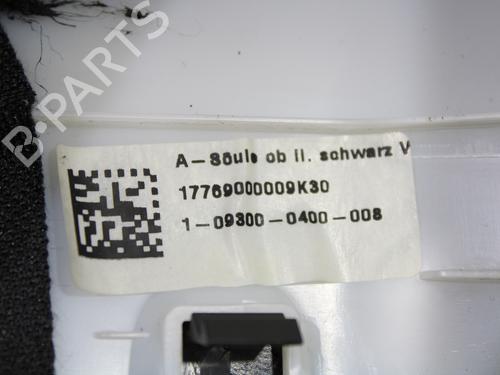 B-PARTS
A-Säule ob li. schwarz V
17769000009K30
1-09300-0400-008